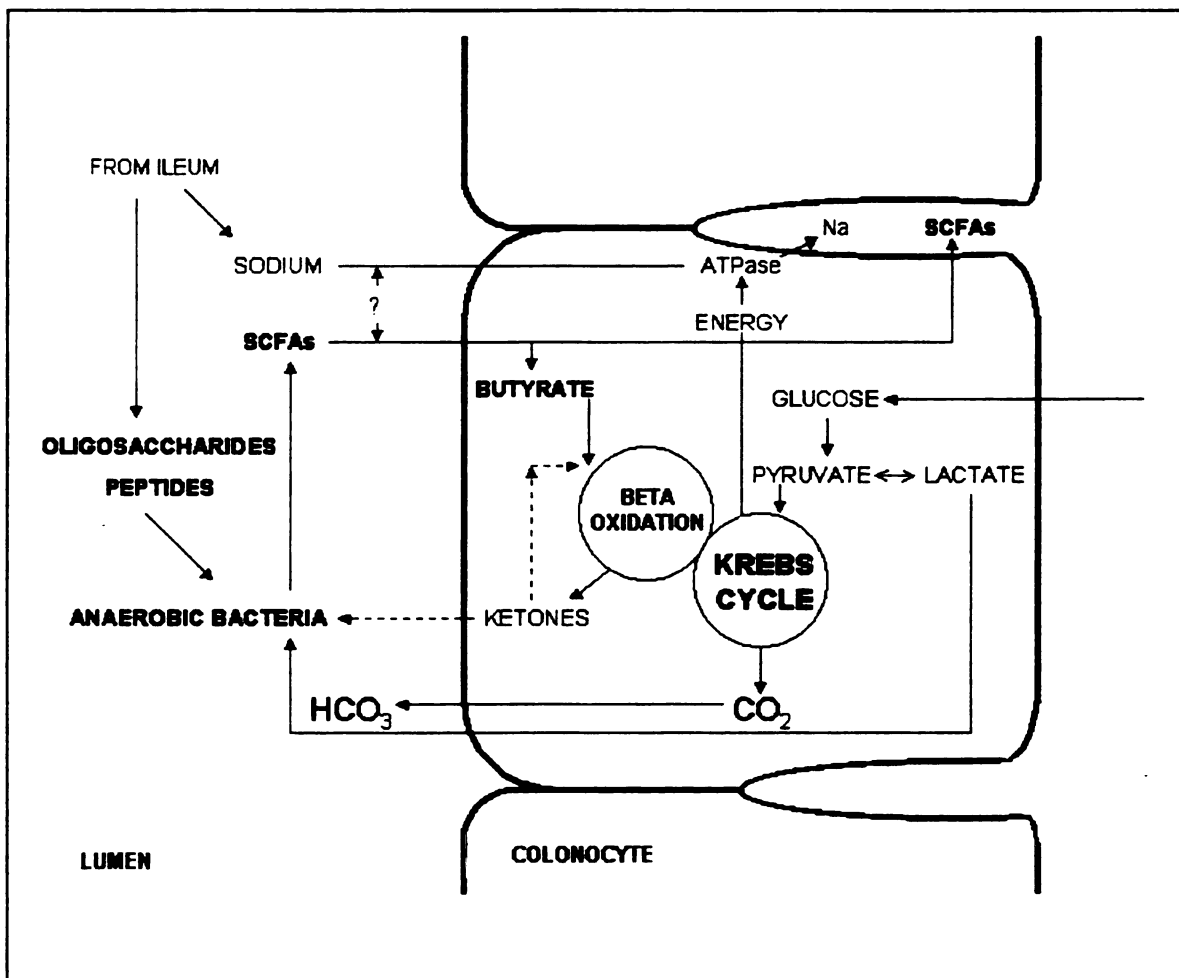 FROM ILEUM
Na
SCFAs
SODIUM
ATPase
?
ENERGY
SCFAs
BUTYRATE
GLUCOSE
OLIGOSACCHARIDES
PEPTIDES
PYRUVATE
LACTATE
BETA
OXIDATION
KREBS
CYCLE
ANAEROBIC BACTERIA
KETONES
HCO3
CO2
LUMEN
COLONOCYTE